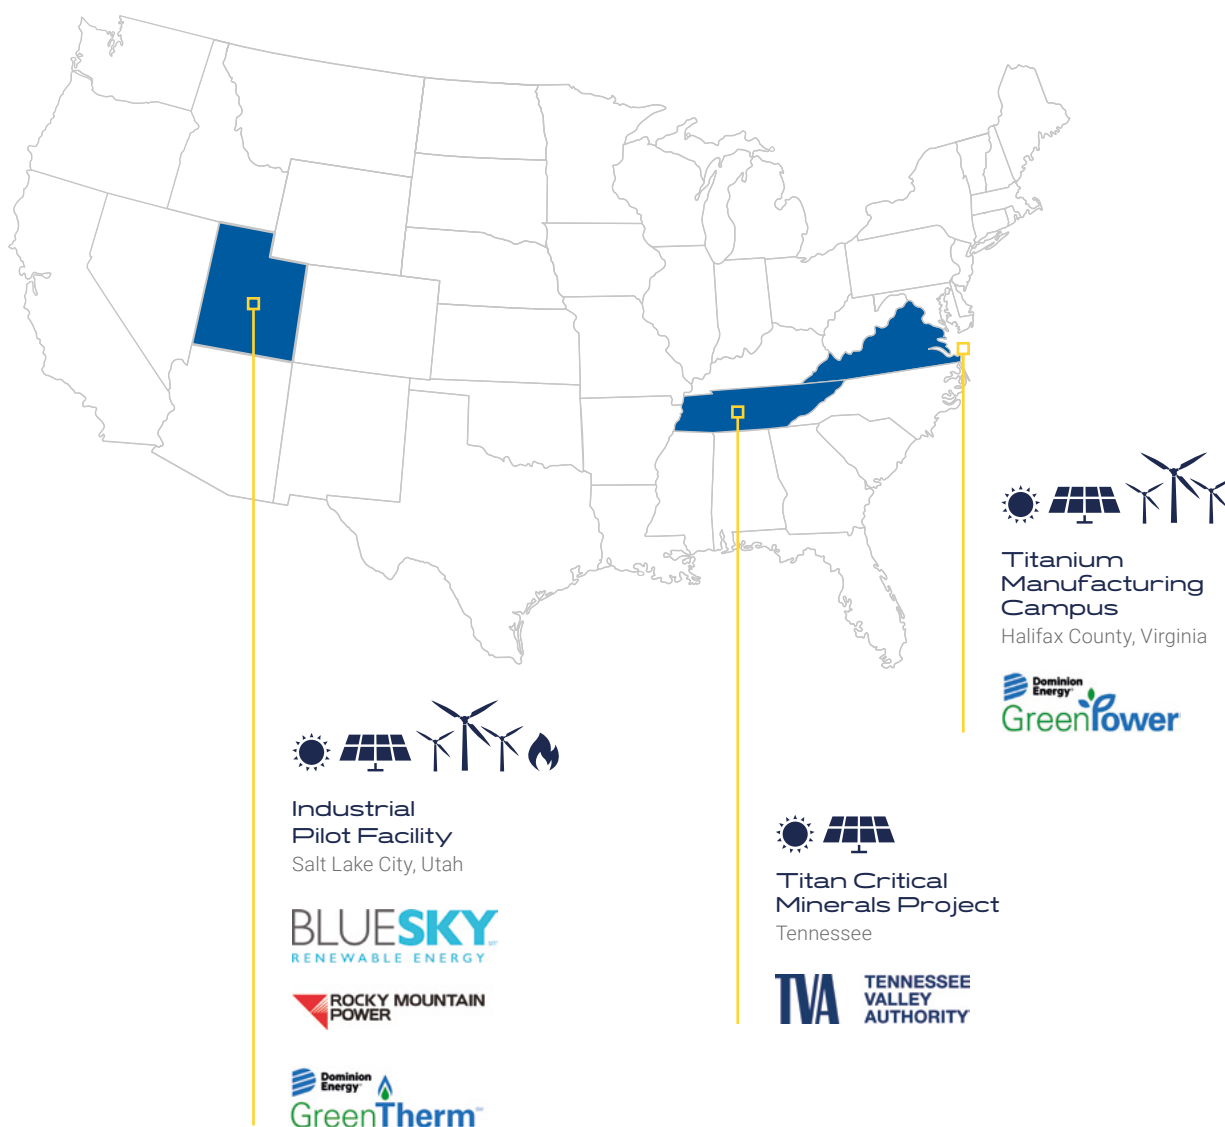 Titanium
Manufacturing
Campus
Halifax County, Virginia
Dominion
Energy®
GreenPower
Industrial
Pilot Facility
Salt Lake City, Utah
BLUESKY
RENEWABLE ENERGY
ROCKY MOUNTAIN
POWER
Dominion
Energy®
GreenTherm℠
Titan Critical
Minerals Project
Tennessee
TVA
TENNESSEE
VALLEY
AUTHORITY